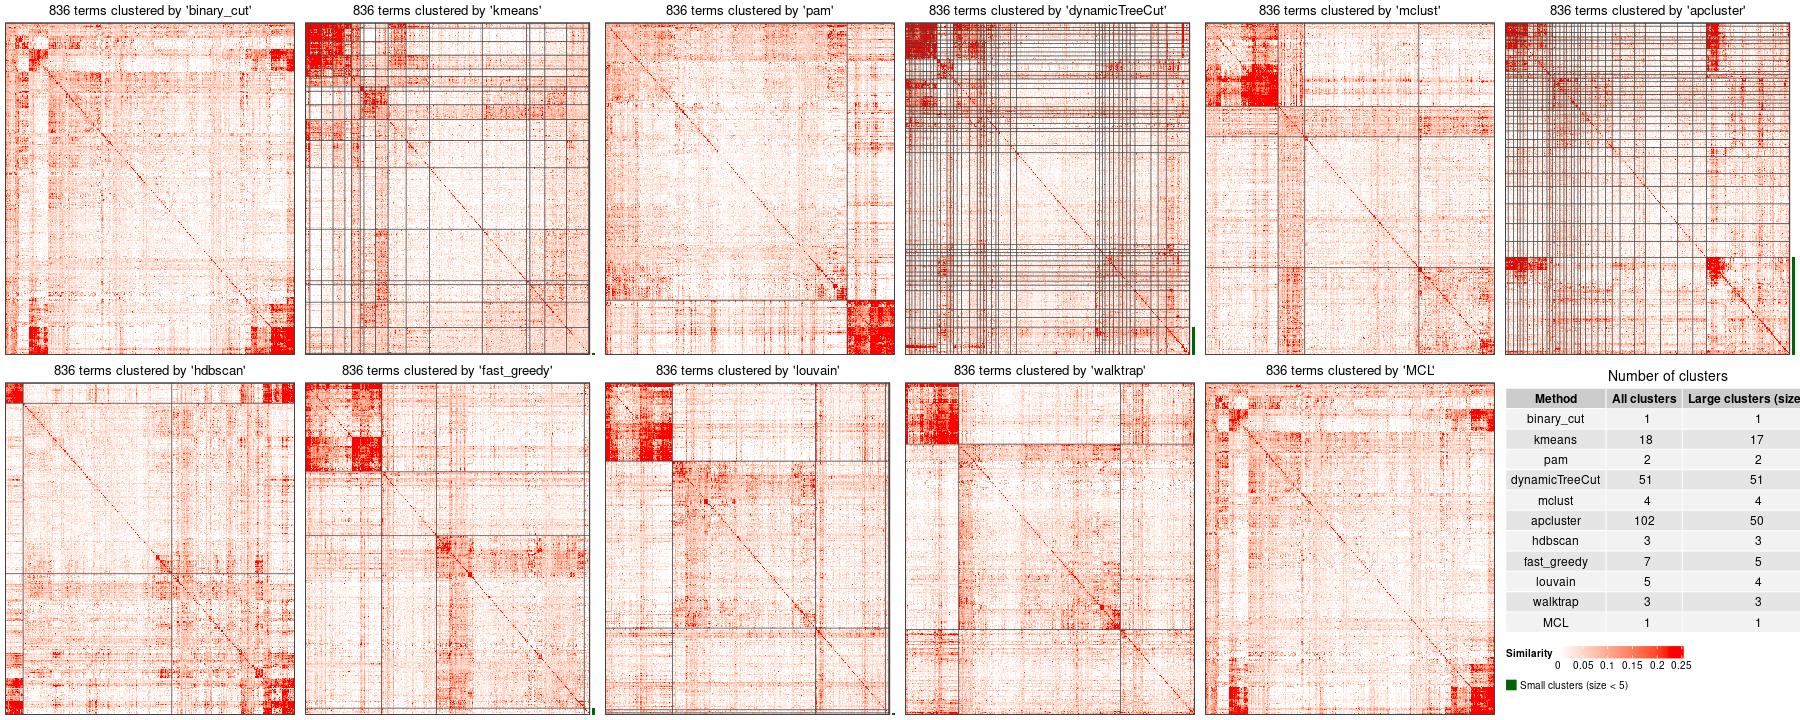 836 terms clustered by 'binary_cut'
836 terms clustered by 'kmeans'
836 terms clustered by 'pam'
836 terms clustered by 'dynamicTreeCut'
836 terms clustered by 'mclust'
836 terms clustered by 'apcluster'
836 terms clustered by 'hdbscan'
836 terms clustered by 'fast_greedy'
836 terms clustered by 'louvain'
836 terms clustered by 'walktrap'
836 terms clustered by 'MCL'
Number of clusters
Method All clusters Large clusters (size
binary_cut 1 1
kmeans 18 17
pam 2 2
dynamicTreeCut 51 51
mclust 4 4
apcluster 102 50
hdbscan 3 3
fast_greedy 7 5
louvain 5 4
walktrap 3 3
MCL 1 1
Similarity
0 0.05 0.1 0.15 0.2 0.25
Small clusters (size < 5)